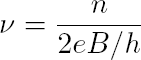 ν = n / 2eB/h